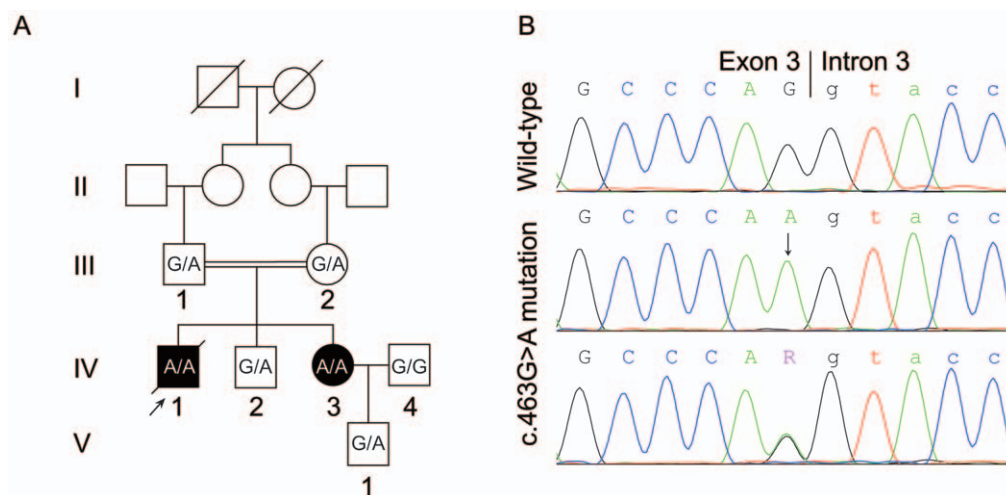 A
I
II
III
G/A
G/A
1
2
IV
A/A
G/A
A/A
G/G
1
2
3
4
V
G/A
1
B
Exon 3 | Intron 3
Wild-type
G C C C A G g t a c c
c.463G>A mutation
G C C C A A g t a c c
G C C C A R g t a c c